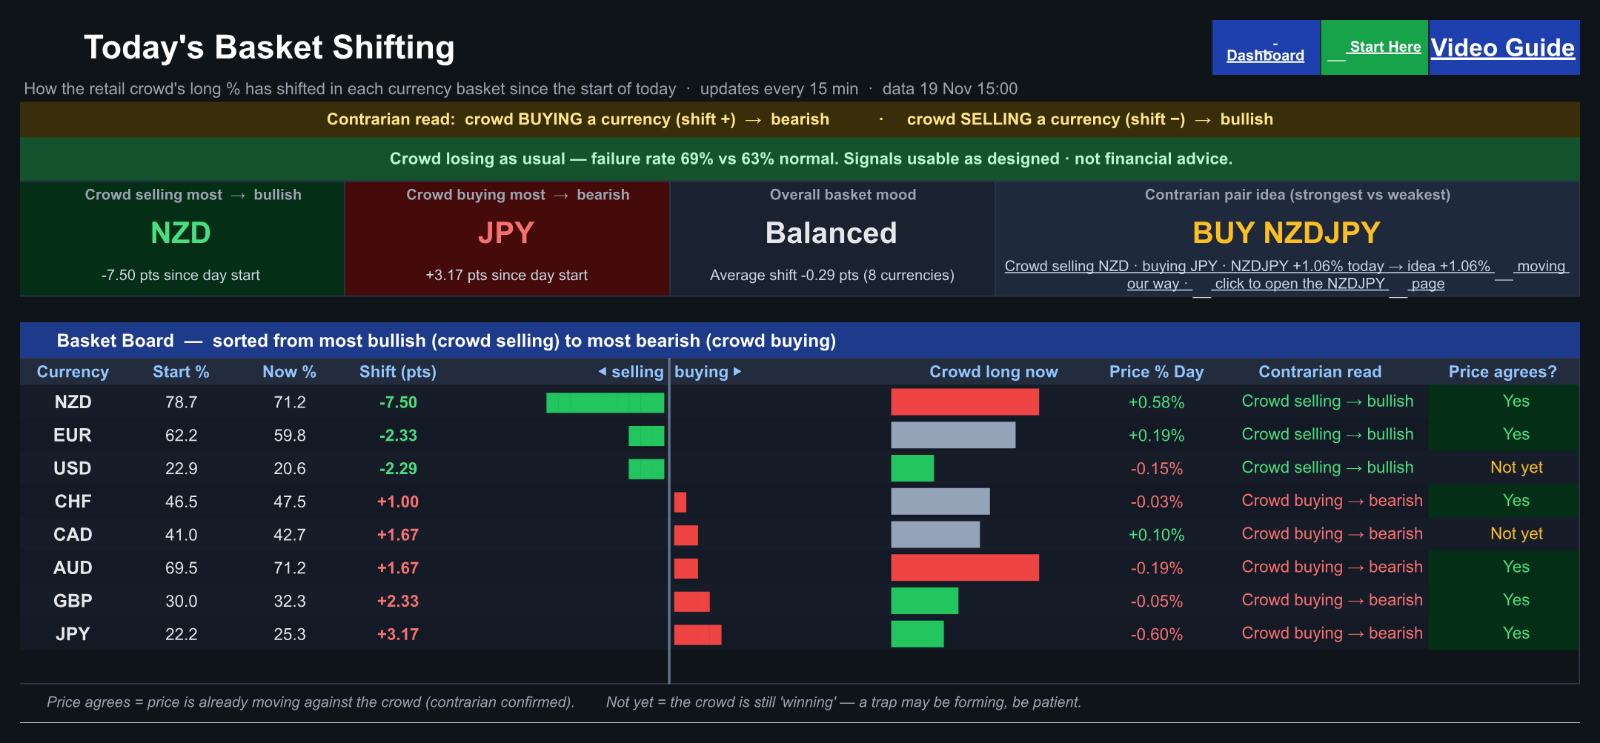 Today's Basket Shifting
- Dashboard
Start Here
Video Guide
How the retail crowd's long % has shifted in each currency basket since the start of today · updates every 15 min · data 19 Nov 15:00
Contrarian read: crowd BUYING a currency (shift +) → bearish · crowd SELLING a currency (shift −) → bullish
Crowd losing as usual — failure rate 69% vs 63% normal. Signals usable as designed · not financial advice.
Crowd selling most → bullish
NZD
-7.50 pts since day start
Crowd buying most → bearish
JPY
+3.17 pts since day start
Overall basket mood
Balanced
Average shift -0.29 pts (8 currencies)
Contrarian pair idea (strongest vs weakest)
BUY NZDJPY
Crowd selling NZD · buying JPY · NZDJPY +1.06% today → idea +1.06% __ moving
our way · __ click to open the NZDJPY __ page
Basket Board — sorted from most bullish (crowd selling) to most bearish (crowd buying)
Currency Start % Now % Shift (pts) ◂ selling buying ▸ Crowd long now Price % Day Contrarian read Price agrees?
NZD 78.7 71.2 -7.50 +0.58% Crowd selling → bullish Yes
EUR 62.2 59.8 -2.33 +0.19% Crowd selling → bullish Yes
USD 22.9 20.6 -2.29 -0.15% Crowd selling → bullish Not yet
CHF 46.5 47.5 +1.00 -0.03% Crowd buying → bearish Yes
CAD 41.0 42.7 +1.67 +0.10% Crowd buying → bearish Not yet
AUD 69.5 71.2 +1.67 -0.19% Crowd buying → bearish Yes
GBP 30.0 32.3 +2.33 -0.05% Crowd buying → bearish Yes
JPY 22.2 25.3 +3.17 -0.60% Crowd buying → bearish Yes
Price agrees = price is already moving against the crowd (contrarian confirmed). Not yet = the crowd is still 'winning' — a trap may be forming, be patient.